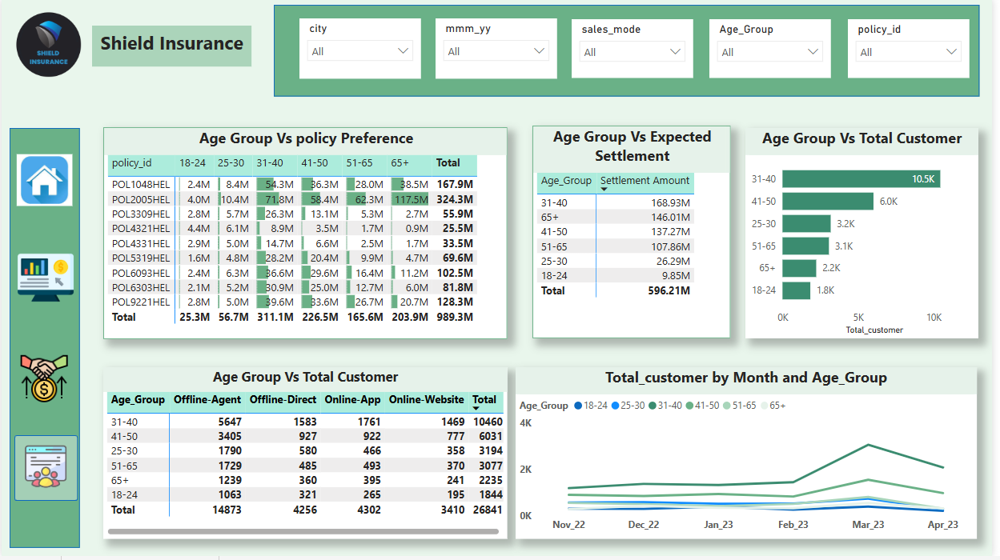 SHIELD
INSURANCE
Shield Insurance
city
All
mmm_yy
All
sales_mode
All
Age_Group
All
policy_id
All
Age Group Vs policy Preference
policy_id 18-24 25-30 31-40 41-50 51-65 65+ Total
POL1048HEL 2.4M 8.4M 54.3M 36.3M 28.0M 38.5M 167.9M
POL2005HEL 4.0M 10.4M 71.8M 58.4M 62.3M 117.5M 324.3M
POL3309HEL 2.8M 5.7M 26.3M 13.1M 5.3M 2.7M 55.9M
POL4321HEL 4.4M 6.1M 8.9M 3.5M 1.7M 0.9M 25.5M
POL4331HEL 2.9M 5.0M 14.7M 6.6M 2.5M 1.7M 33.5M
POL5319HEL 1.6M 4.8M 28.2M 20.4M 9.9M 4.7M 69.6M
POL6093HEL 2.4M 6.3M 36.6M 29.6M 16.4M 11.2M 102.5M
POL6303HEL 2.1M 5.2M 30.9M 25.0M 12.7M 6.0M 81.8M
POL9221HEL 2.8M 5.0M 39.6M 33.6M 26.7M 20.7M 128.3M
Total 25.3M 56.7M 311.1M 226.5M 165.6M 203.9M 989.3M
Age Group Vs Expected
Settlement
Age_Group Settlement Amount
31-40 168.93M
65+ 146.01M
41-50 137.27M
51-65 107.86M
25-30 26.29M
18-24 9.85M
Total 596.21M
Age Group Vs Total Customer
31-40 10.5K
41-50 6.0K
25-30 3.2K
51-65 3.1K
65+ 2.2K
18-24 1.8K
0K 5K 10K
Total_customer
Age Group Vs Total Customer
Age_Group Offline-Agent Offline-Direct Online-App Online-Website Total
31-40 5647 1583 1761 1469 10460
41-50 3405 927 922 777 6031
25-30 1790 580 466 358 3194
51-65 1729 485 493 370 3077
65+ 1239 360 395 241 2235
18-24 1063 321 265 195 1844
Total 14873 4256 4302 3410 26841
Total_customer by Month and Age_Group
Age_Group 18-24 25-30 31-40 41-50 51-65 65+
4K
2K
0K
Nov_22 Dec_22 Jan_23 Feb_23 Mar_23 Apr_23